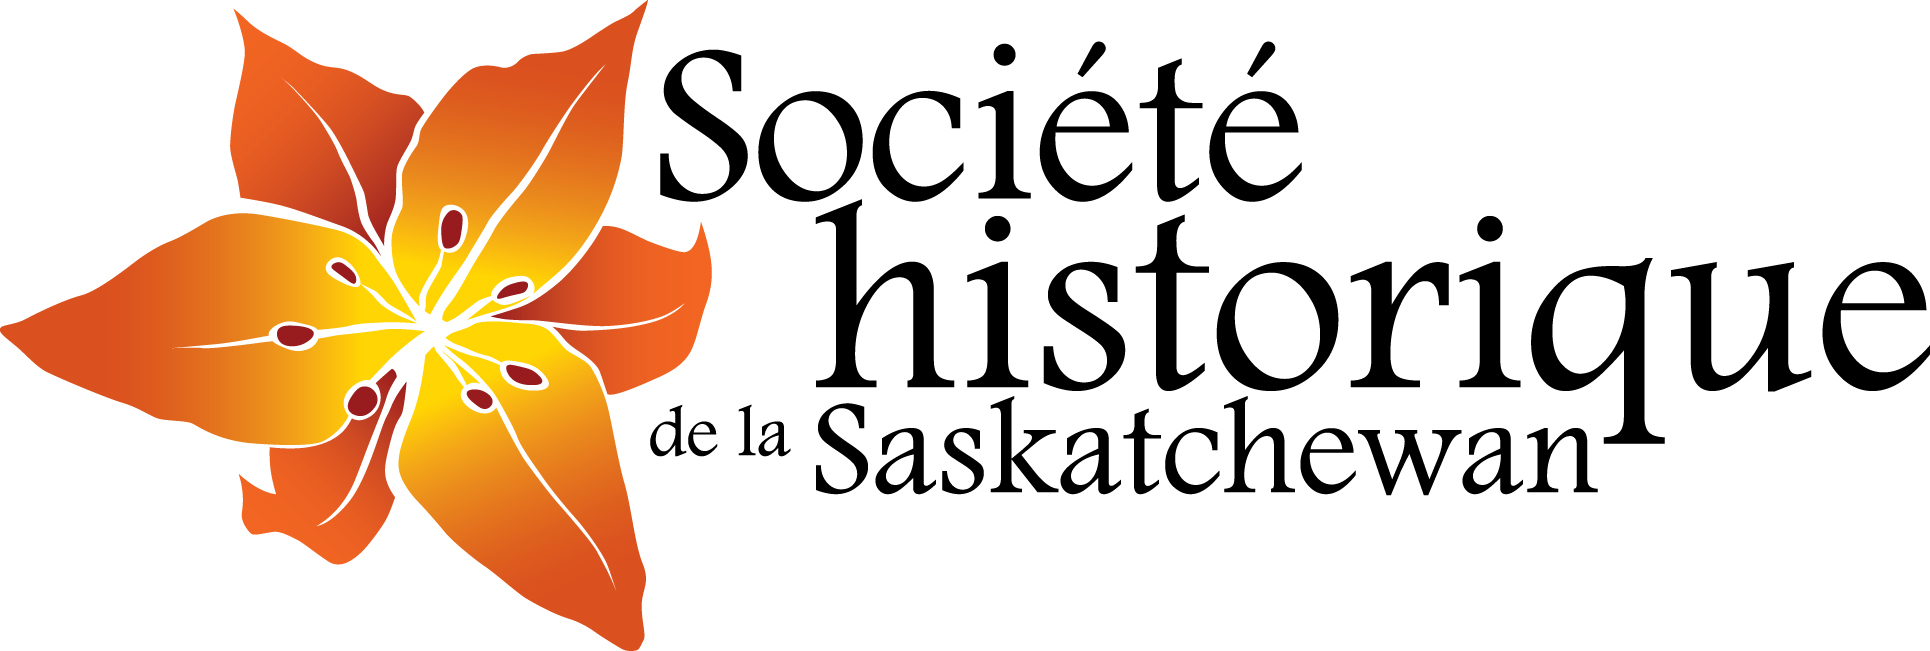 Société
historique
de la Saskatchewan